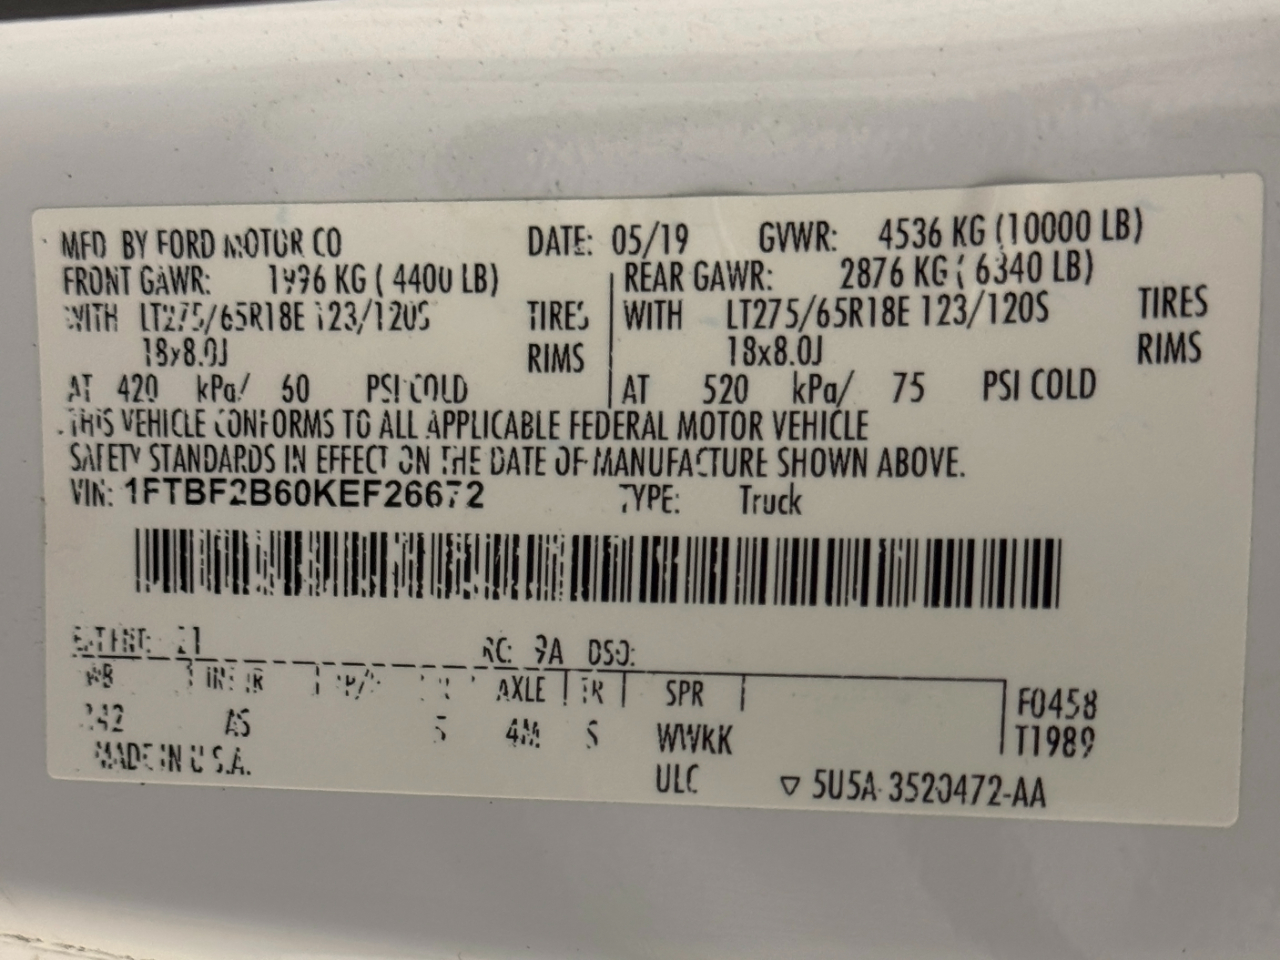 MFD BY FORD MOTOR CO DATE: 05/19 GVWR: 4536 KG (10000 LB)
FRONT GAWR: 1996 KG ( 4400 LB) REAR GAWR: 2876 KG ( 6340 LB)
WITH LT275/65R18E 123/120S TIRES WITH LT275/65R18E 123/120S TIRES
18x8.0J RIMS 18x8.0J RIMS
AT 420 kPa/ 60 PSI COLD AT 520 kPa/ 75 PSI COLD
THIS VEHICLE CONFORMS TO ALL APPLICABLE FEDERAL MOTOR VEHICLE
SAFETY STANDARDS IN EFFECT ON THE DATE OF MANUFACTURE SHOWN ABOVE.
VIN: 1FTBF2B60KEF26672 TYPE: Truck
RC: 9A DSO:
WB AXLE TR SPR F0458
142 AS 5 4M S WWKK T1989
MADE IN U.S.A. ULC ▽ 5U5A-3520472-AA